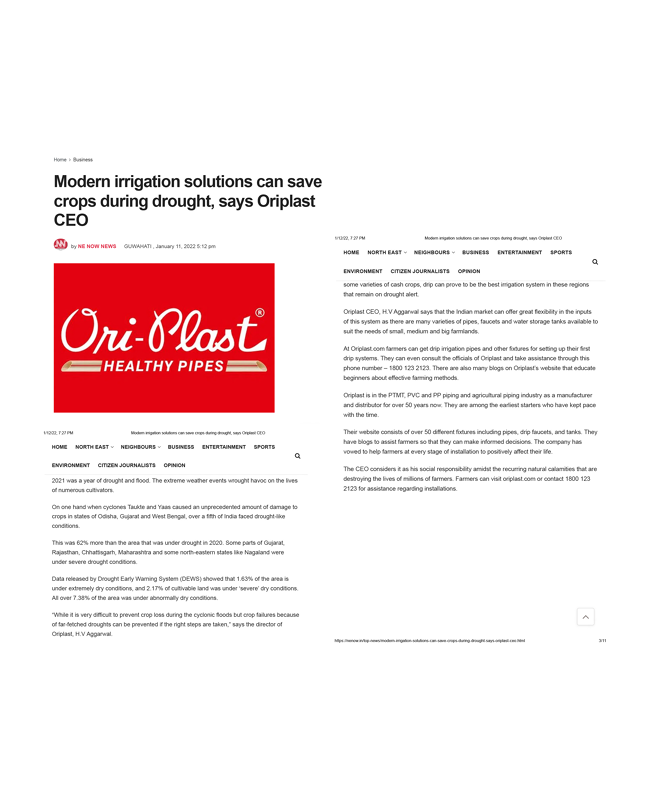 Home > Business
Modern irrigation solutions can save
crops during drought, says Oriplast
CEO
by NE NOW NEWS GUWAHATI , January 11, 2022 5:12 pm
Ori-Plast®
HEALTHY PIPES
1/12/22, 7:27 PM Modern irrigation solutions can save crops during drought, says Oriplast CEO
HOME NORTH EAST NEIGHBOURS BUSINESS ENTERTAINMENT SPORTS
ENVIRONMENT CITIZEN JOURNALISTS OPINION
2021 was a year of drought and flood. The extreme weather events wrought havoc on the lives
of numerous cultivators.
On one hand when cyclones Taukte and Yaas caused an unprecedented amount of damage to
crops in states of Odisha, Gujarat and West Bengal, over a fifth of India faced drought-like
conditions.
This was 62% more than the area that was under drought in 2020. Some parts of Gujarat,
Rajasthan, Chhattisgarh, Maharashtra and some north-eastern states like Nagaland were
under severe drought conditions.
Data released by Drought Early Warning System (DEWS) showed that 1.63% of the area is
under extremely dry conditions, and 2.17% of cultivable land was under 'severe' dry conditions.
All over 7.38% of the area was under abnormally dry conditions.
"While it is very difficult to prevent crop loss during the cyclonic floods but crop failures because
of far-fetched droughts can be prevented if the right steps are taken," says the director of
Oriplast, H.V Aggarwal.
1/12/22, 7:27 PM Modern irrigation solutions can save crops during drought, says Oriplast CEO
HOME NORTH EAST NEIGHBOURS BUSINESS ENTERTAINMENT SPORTS
ENVIRONMENT CITIZEN JOURNALISTS OPINION
some varieties of cash crops, drip can prove to be the best irrigation system in these regions
that remain on drought alert.
Oriplast CEO, H.V Aggarwal says that the Indian market can offer great flexibility in the inputs
of this system as there are many varieties of pipes, faucets and water storage tanks available to
suit the needs of small, medium and big farmlands.
At Oriplast.com farmers can get drip irrigation pipes and other fixtures for setting up their first
drip systems. They can even consult the officials of Oriplast and take assistance through this
phone number – 1800 123 2123. There are also many blogs on Oriplast's website that educate
beginners about effective farming methods.
Oriplast is in the PTMT, PVC and PP piping and agricultural piping industry as a manufacturer
and distributor for over 50 years now. They are among the earliest starters who have kept pace
with the time.
Their website consists of over 50 different fixtures including pipes, drip faucets, and tanks. They
have blogs to assist farmers so that they can make informed decisions. The company has
vowed to help farmers at every stage of installation to positively affect their life.
The CEO considers it as his social responsibility amidst the recurring natural calamities that are
destroying the lives of millions of farmers. Farmers can visit oriplast.com or contact 1800 123
2123 for assistance regarding installations.
https://nenow.in/top-news/modern-irrigation-solutions-can-save-crops-during-drought-says-oriplast-ceo.html 3/11